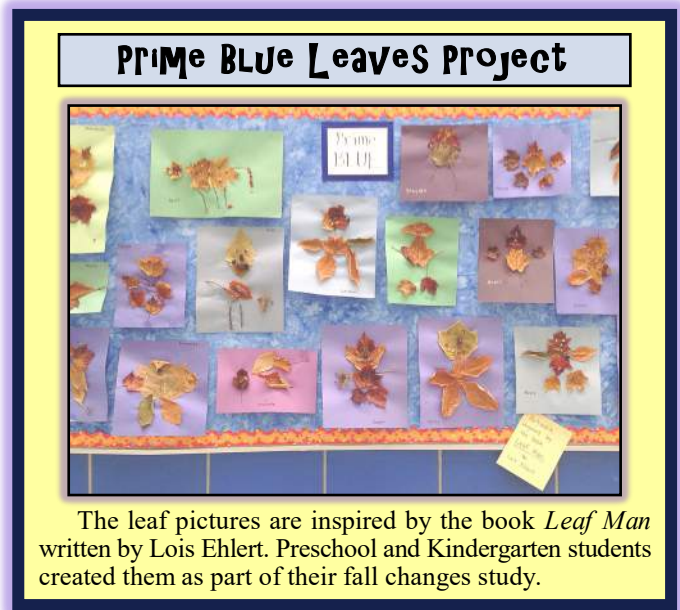 Prime Blue Leaves Project
Prime
BLUE
The leaf pictures are inspired by the book Leaf Man
written by Lois Ehlert. Preschool and Kindergarten students
created them as part of their fall changes study.